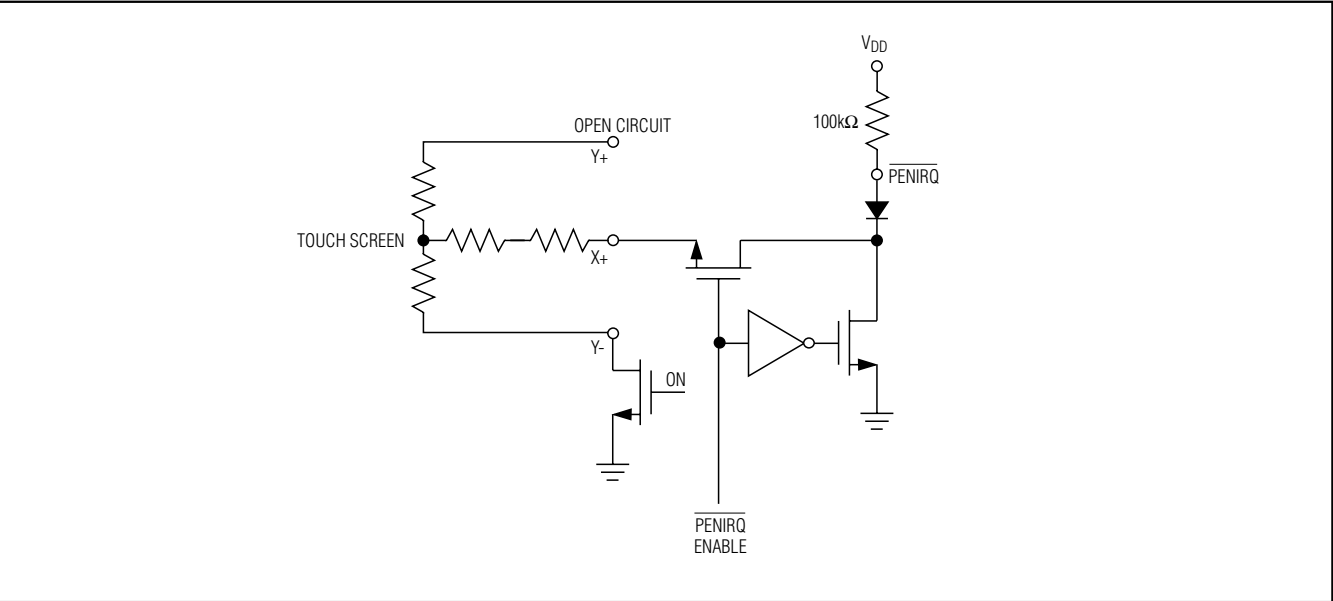 VDD
100kΩ
OPEN CIRCUIT
Y+
PENIRQ
TOUCH SCREEN
X+
Y-
ON
PENIRQ
ENABLE